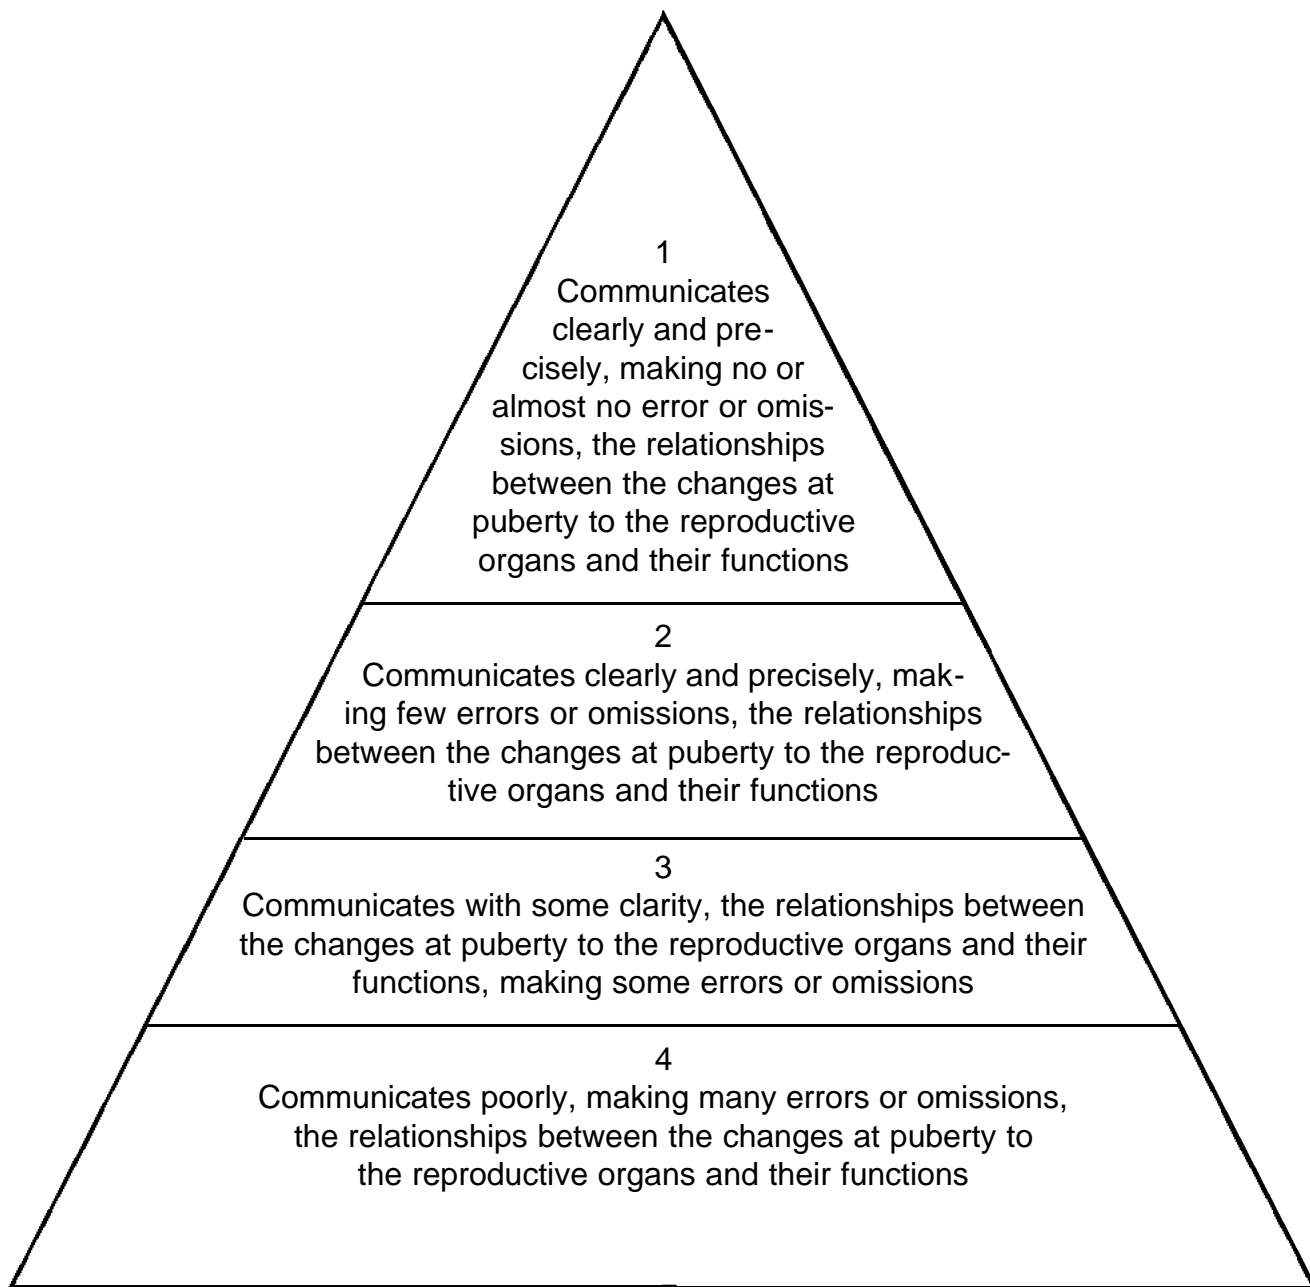 1
Communicates
clearly and pre-
cisely, making no or
almost no error or omis-
sions, the relationships
between the changes at
puberty to the reproductive
organs and their functions
2
Communicates clearly and precisely, mak-
ing few errors or omissions, the relationships
between the changes at puberty to the reproduc-
tive organs and their functions
3
Communicates with some clarity, the relationships between
the changes at puberty to the reproductive organs and their
functions, making some errors or omissions
4
Communicates poorly, making many errors or omissions,
the relationships between the changes at puberty to
the reproductive organs and their functions